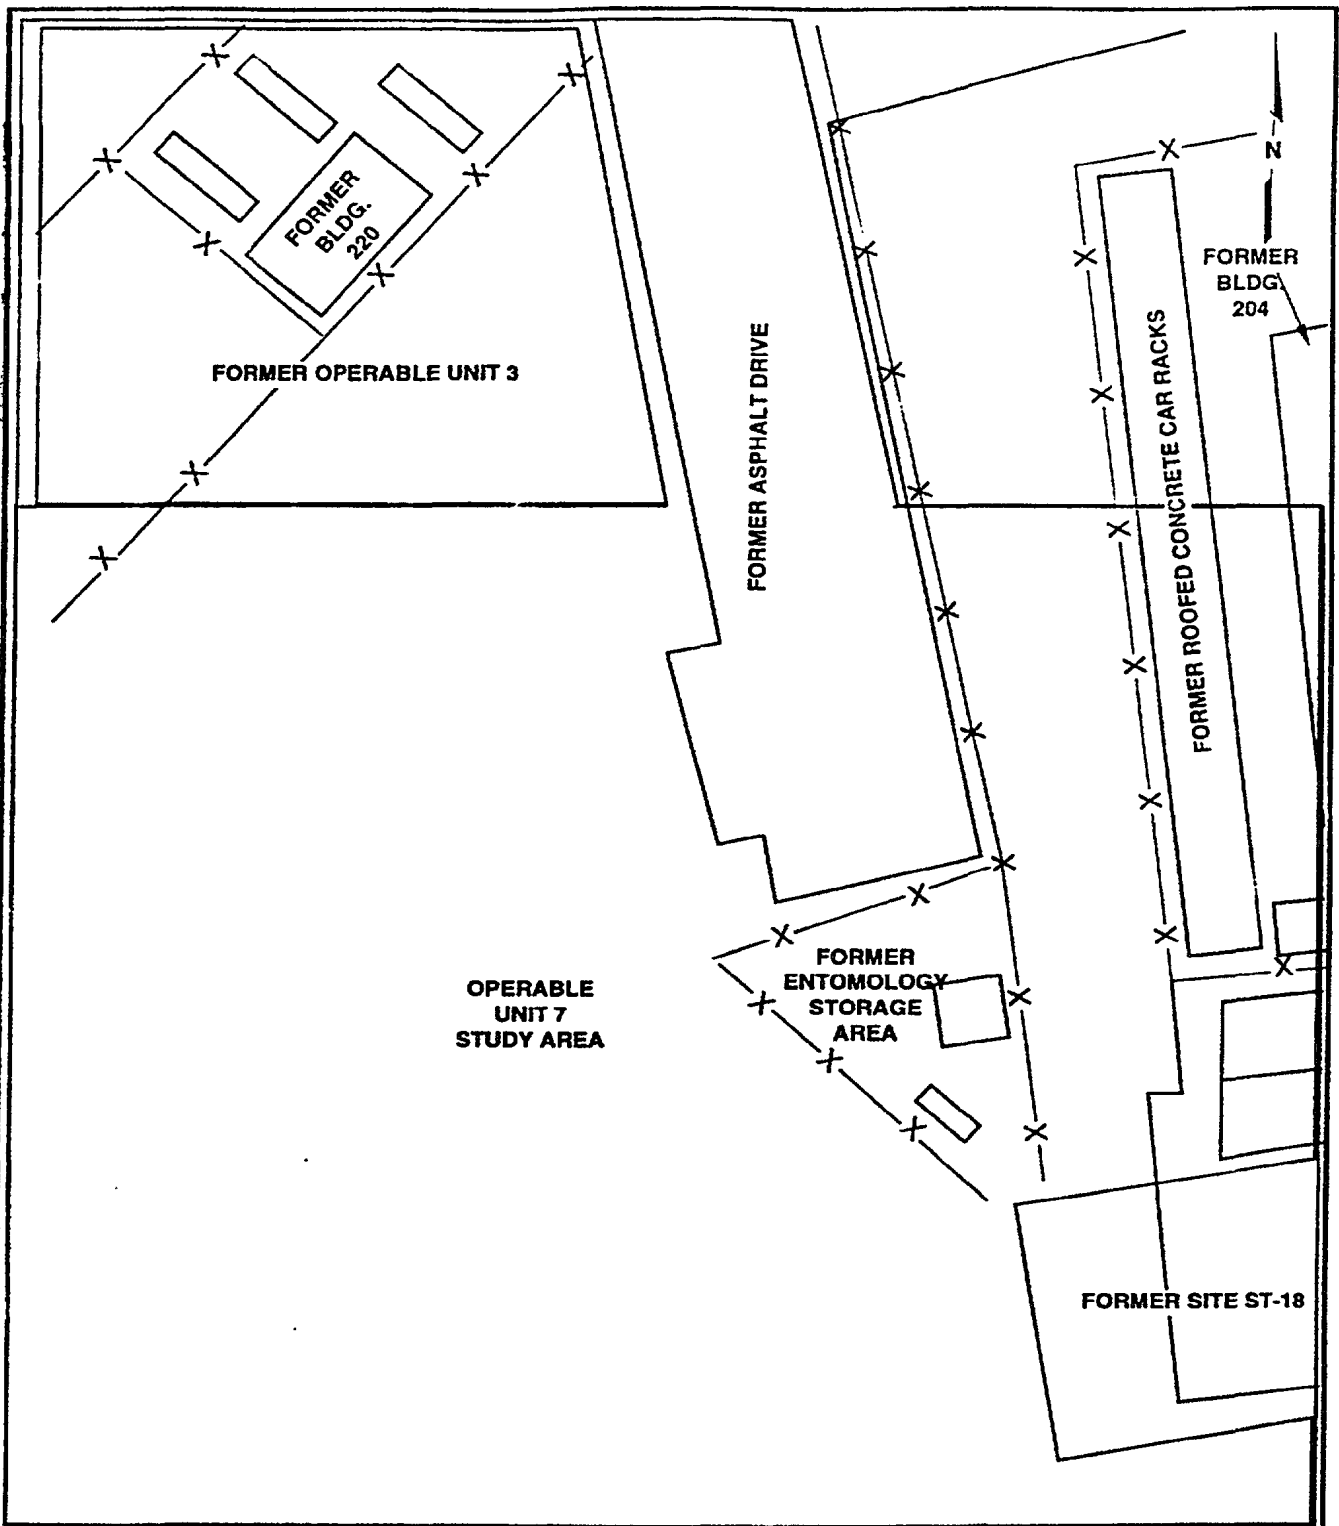 FORMER
BLDG.
220
FORMER OPERABLE UNIT 3
FORMER ASPHALT DRIVE
FORMER ROOFED CONCRETE CAR RACKS
N
FORMER
BLDG.
204
OPERABLE
UNIT 7
STUDY AREA
FORMER
ENTOMOLOGY
STORAGE
AREA
FORMER SITE ST-18